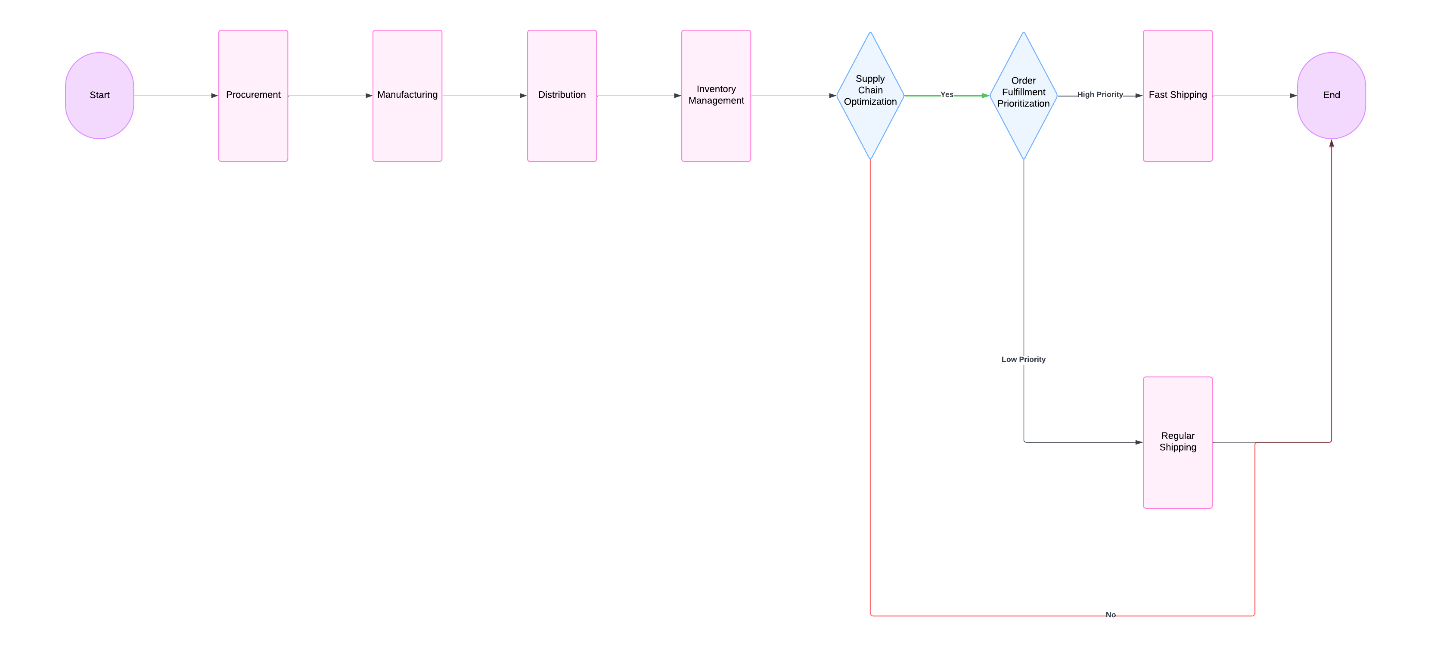 Start
Procurement
Manufacturing
Distribution
Inventory
Management
Supply
Chain
Optimization
Yes
Order
Fulfillment
Prioritization
High Priority
Fast Shipping
End
Low Priority
Regular
Shipping
No